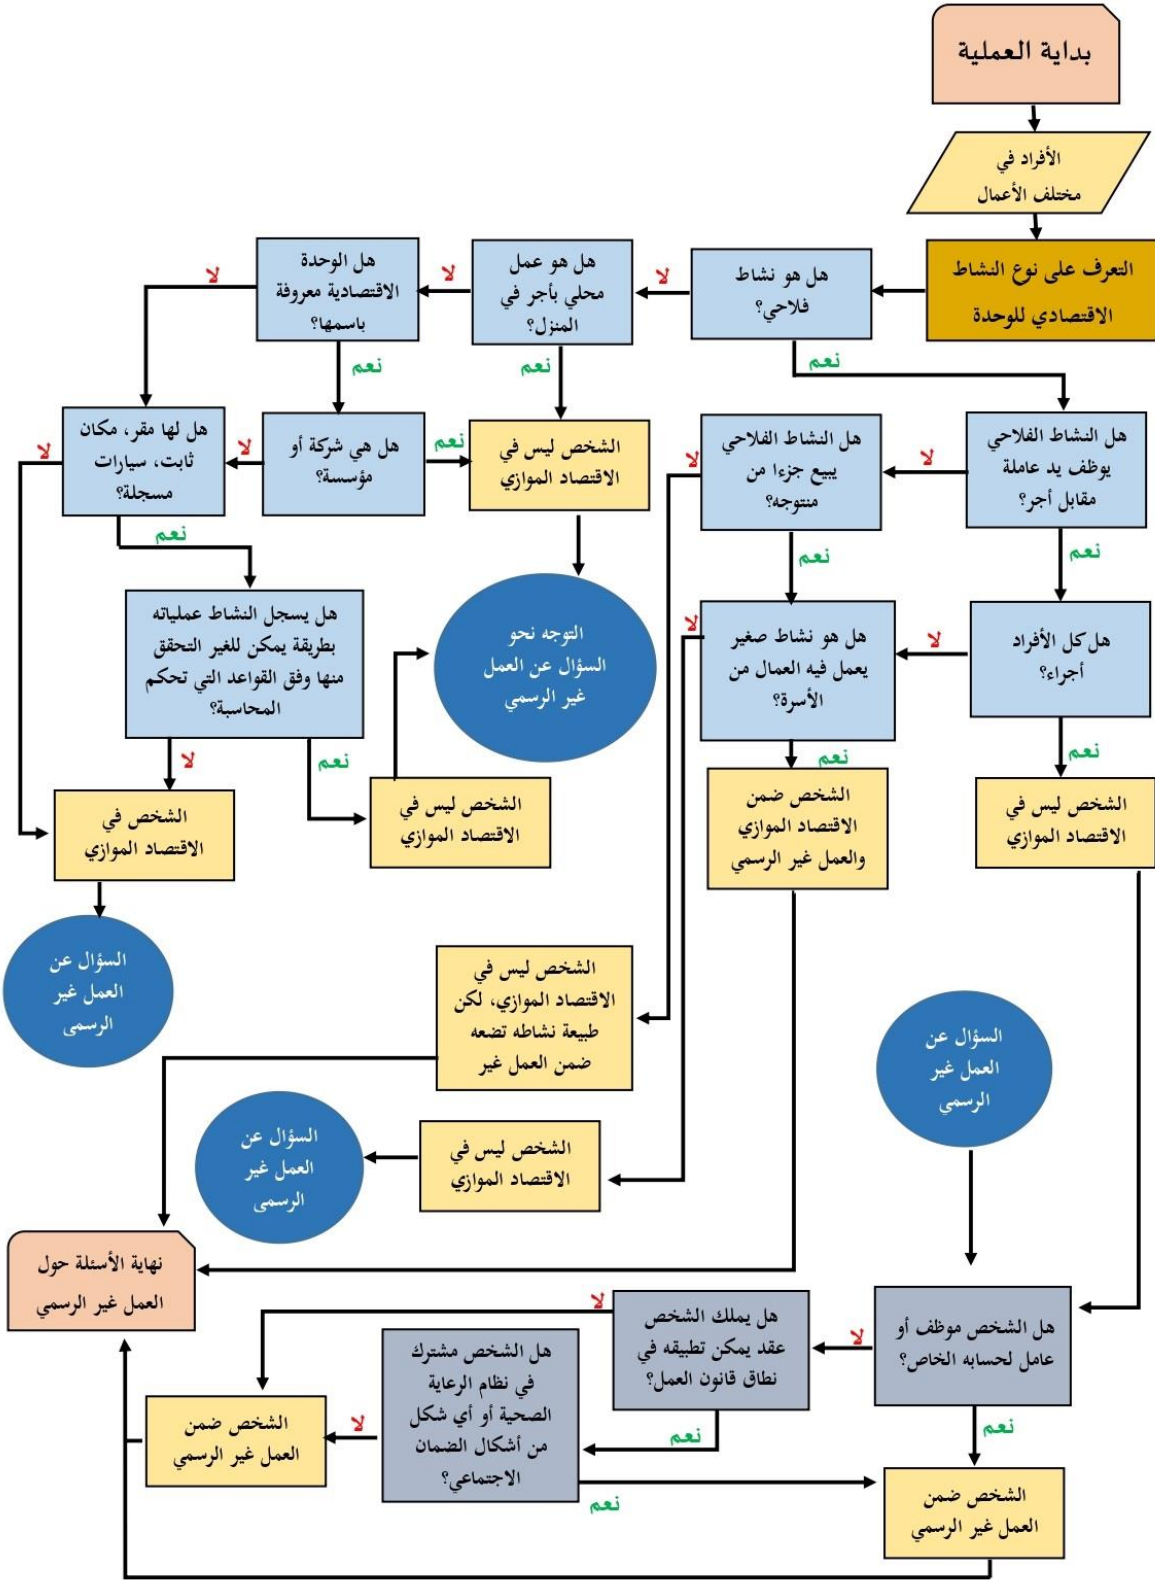 بداية العملية
الأفراد في
مختلف الأعمال
التعرف على نوع النشاط
الاقتصادي للوحدة
هل هو نشاط
فلاحي؟
لا
نعم
هل هو عمل
محلي بأجر في
المنزل؟
لا
نعم
هل الوحدة
الاقتصادية معروفة
باسمها؟
لا
نعم
هل النشاط الفلاحي
يوظف يد عاملة
مقابل أجر؟
لا
نعم
هل النشاط الفلاحي
يبيع جزءا من
منتوجه؟
لا
نعم
الشخص ليس في
الاقتصاد الموازي
هل هي شركة أو
مؤسسة؟
نعم
لا
هل لها مقر، مكان
ثابت، سيارات
مسجلة؟
لا
نعم
هل كل الأفراد
أجراء؟
لا
نعم
هل هو نشاط صغير
يعمل فيه العمال من
الأسرة؟
لا
نعم
التوجه نحو
السؤال عن العمل
غير الرسمي
هل يسجل النشاط عملياته
بطريقة يمكن للغير التحقق
منها وفق القواعد التي تحكم
المحاسبة؟
لا
نعم
الشخص ليس في
الاقتصاد الموازي
الشخص ضمن
الاقتصاد الموازي
والعمل غير الرسمي
الشخص ليس في
الاقتصاد الموازي
الشخص في
الاقتصاد الموازي
السؤال عن
العمل غير
الرسمى
الشخص ليس في
الاقتصاد الموازي، لكن
طبيعة نشاطه تضعه
ضمن العمل غير
السؤال عن
العمل غير
الرسمي
الشخص ليس في
الاقتصاد الموازي
السؤال عن
العمل غير
الرسمى
نهاية الأسئلة حول
العمل غير الرسمي
هل الشخص موظف أو
عامل لحسابه الخاص؟
لا
نعم
هل يملك الشخص
عقد يمكن تطبيقه في
نطاق قانون العمل؟
لا
نعم
هل الشخص مشترك
في نظام الرعاية
الصحية أو أي شكل
من أشكال الضمان
الاجتماعي؟
لا
نعم
الشخص ضمن
العمل غير الرسمي
الشخص ضمن
العمل غير الرسمي